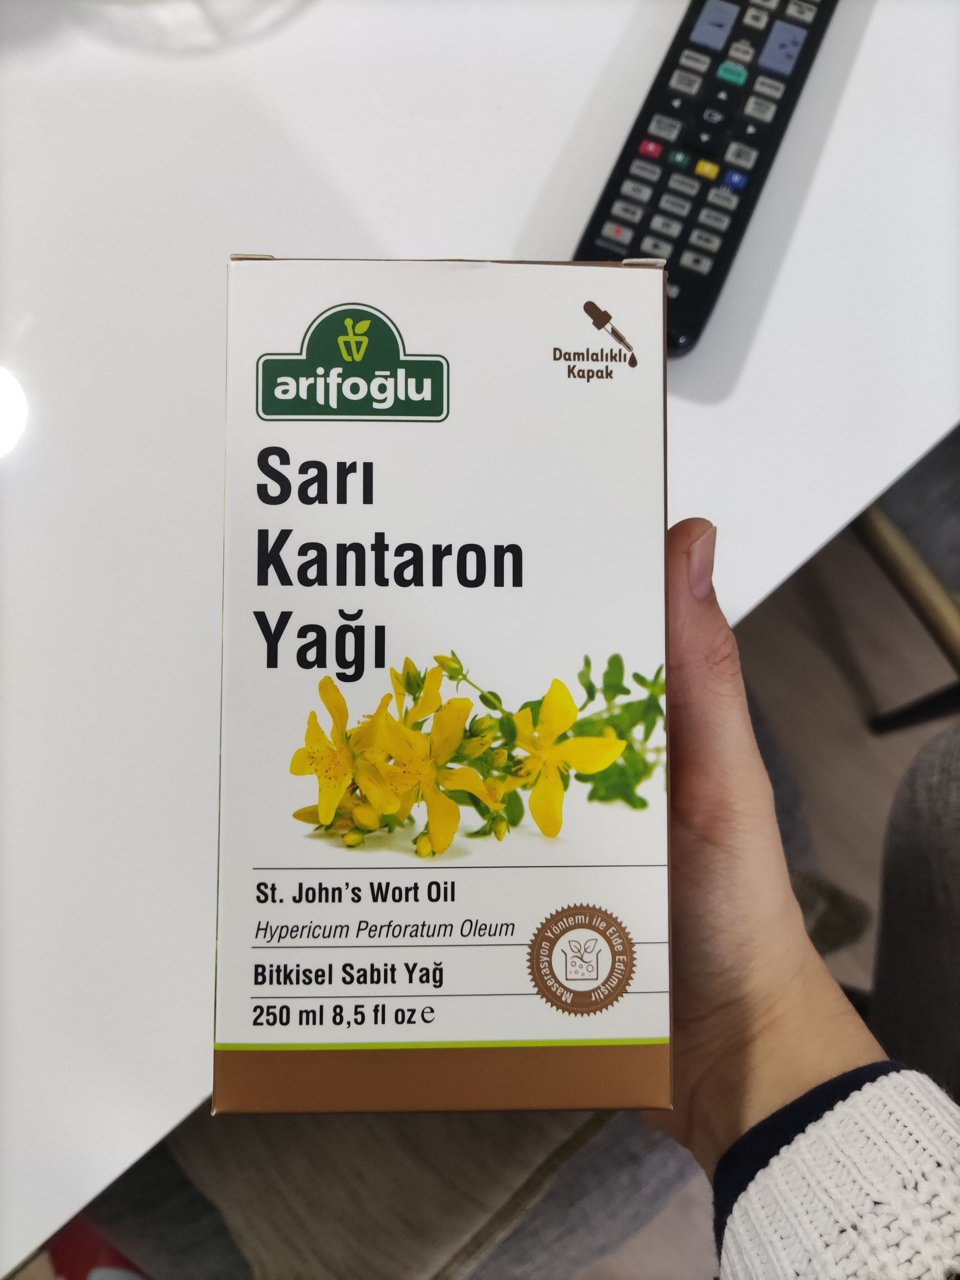 arifoğlu
Damlalıklı
Kapak
Sarı
Kantaron
Yağı
St. John's Wort Oil
Hypericum Perforatum Oleum
Maserasyon Yöntemi ile Elde Edilmiştir
Bitkisel Sabit Yağ
250 ml 8,5 fl oz e